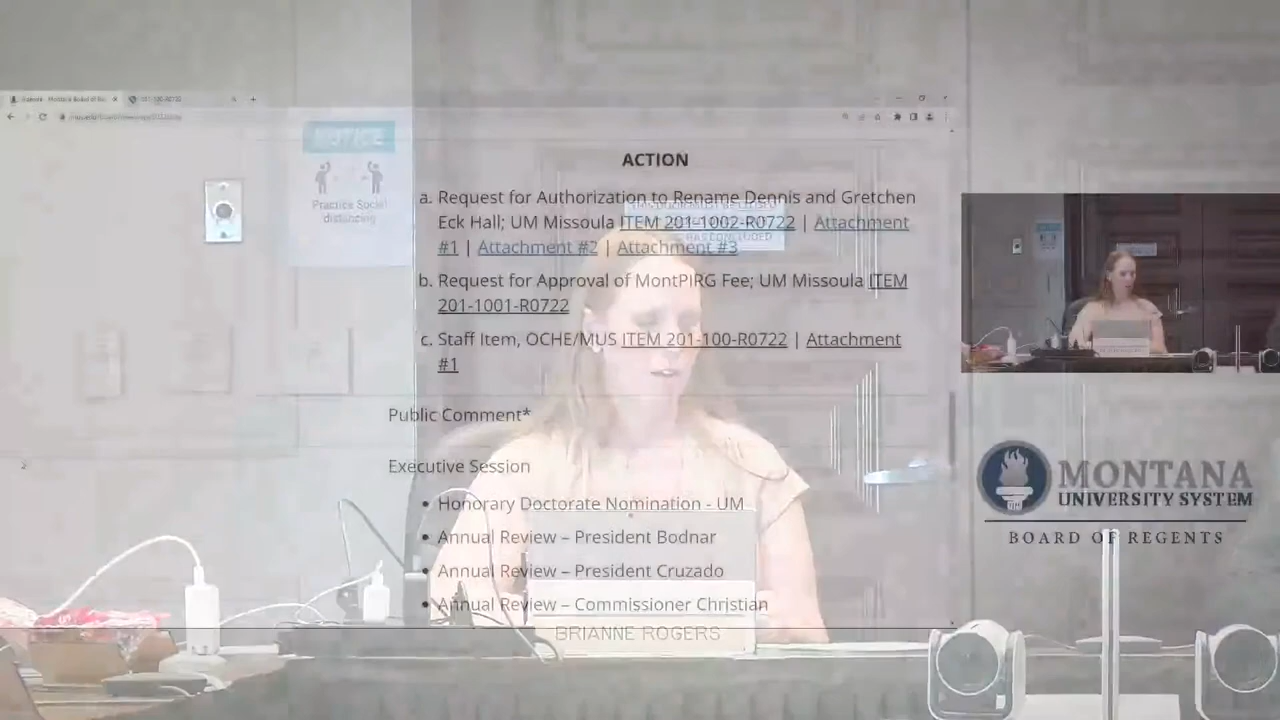 NOTICE
Practice Social
distancing
ACTION
a. Request for Authorization to Rename Dennis and Gretchen
Eck Hall; UM Missoula ITEM 201-1002-R0722 | Attachment
#1 | Attachment #2 | Attachment #3
b. Request for Approval of MontPIRG Fee; UM Missoula ITEM
201-1001-R0722
c. Staff Item, OCHE/MUS ITEM 201-100-R0722 | Attachment
#1
Public Comment*
Executive Session
• Honorary Doctorate Nomination - UM
• Annual Review – President Bodnar
• Annual Review – President Cruzado
• Annual Review – Commissioner Christian
BRIANNE ROGERS
MONTANA
UNIVERSITY SYSTEM
BOARD OF REGENTS